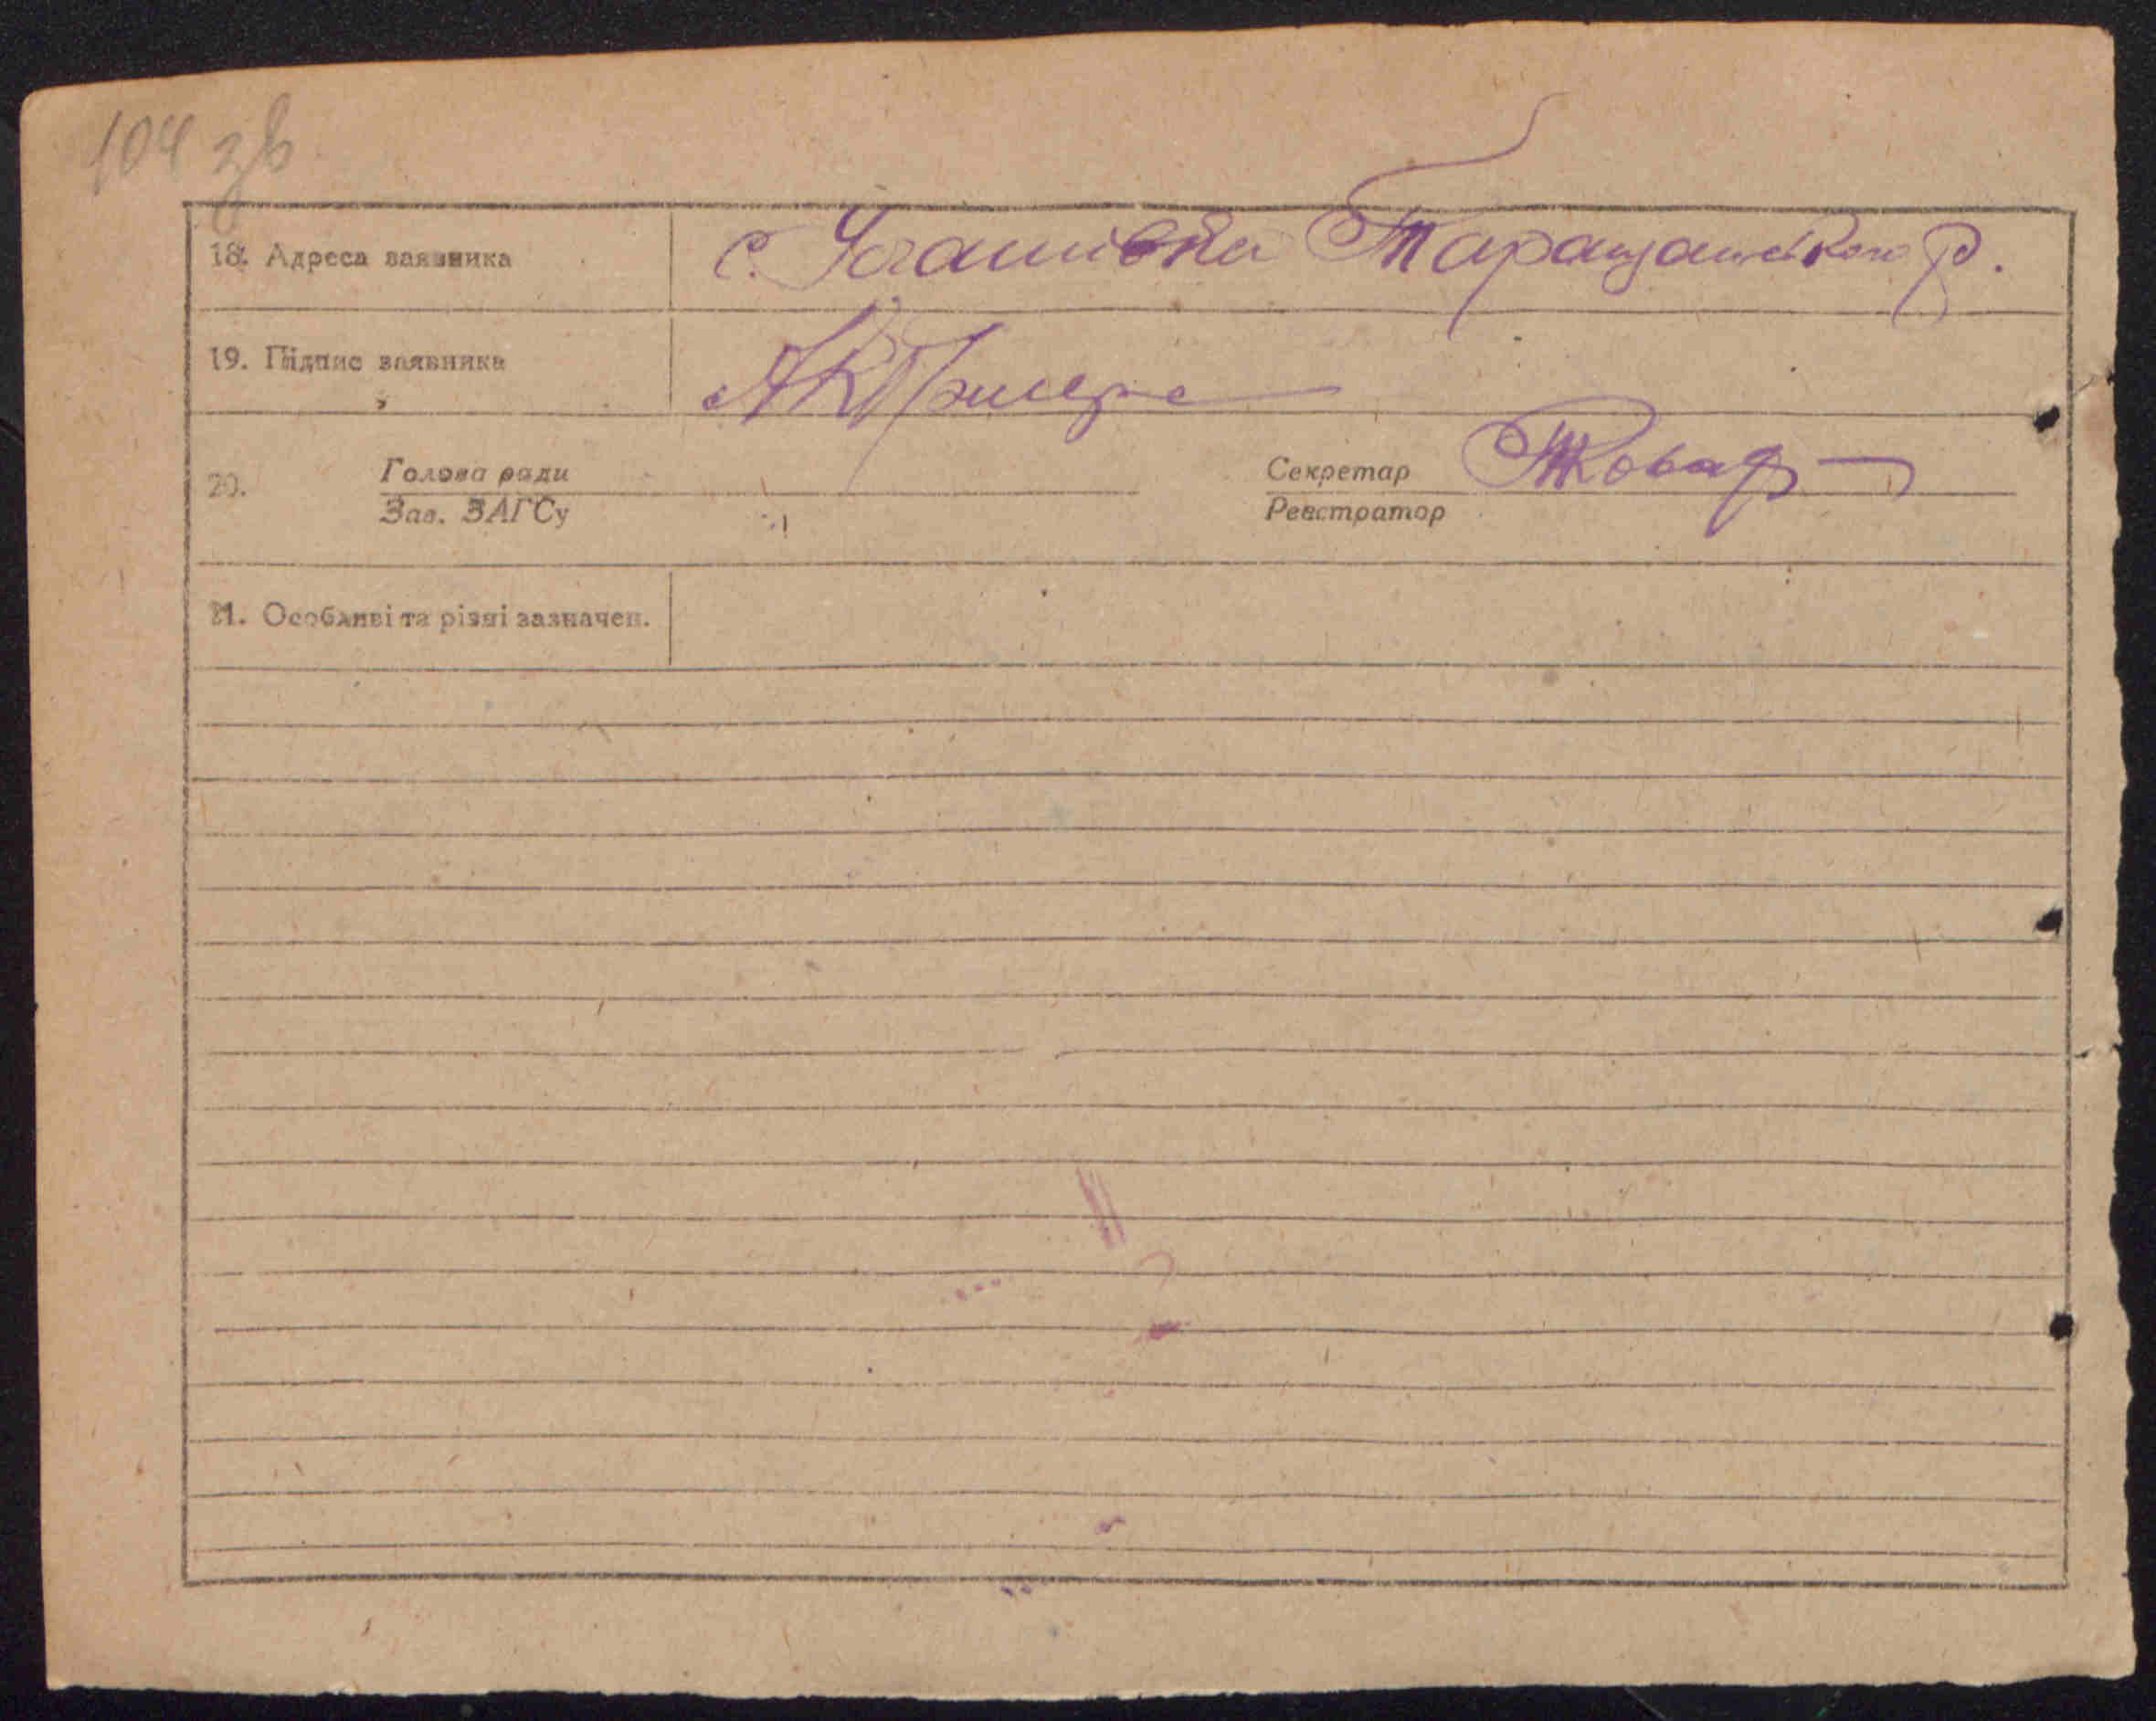 104 зв
18. Адреса заявника с. Улашівка Таращанського р.
19. Підпис заявника
20. Голова ради Секретар
Зав. ЗАГСу Реєстратор
21. Особливі та різні зазначен.